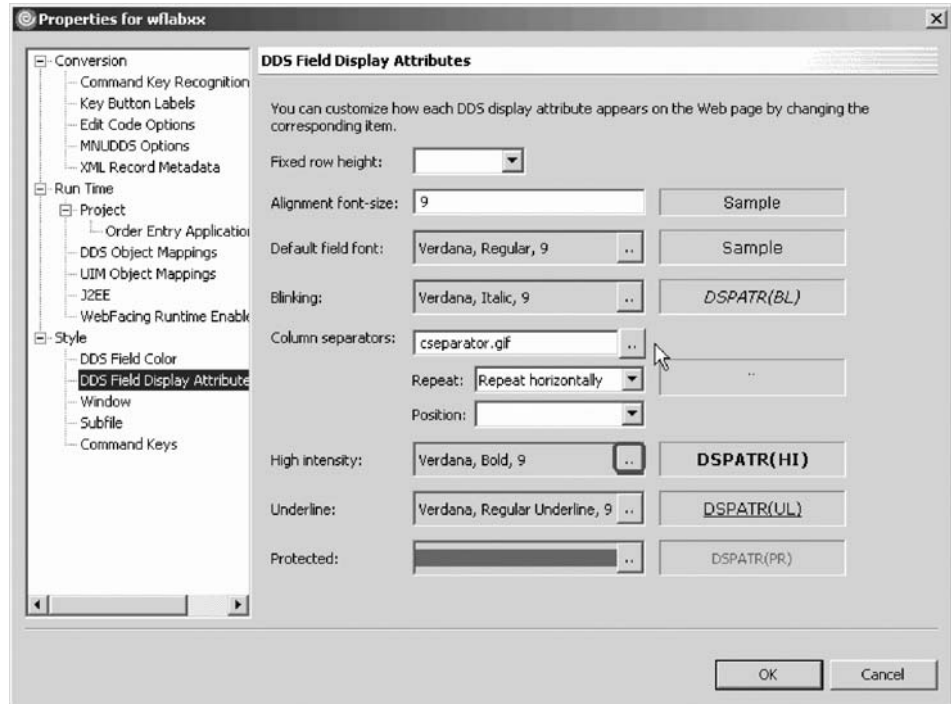 Properties for wflabxx
Conversion
Command Key Recognition
Key Button Labels
Edit Code Options
MNUDDS Options
XML Record Metadata
Run Time
Project
Order Entry Applicatio
DDS Object Mappings
UIM Object Mappings
J2EE
WebFacing Runtime Enable
Style
DDS Field Color
DDS Field Display Attribute
Window
Subfile
Command Keys
DDS Field Display Attributes
You can customize how each DDS display attribute appears on the Web page by changing the
corresponding item.
Fixed row height:
Alignment font-size: 9 Sample
Default field font: Verdana, Regular, 9 .. Sample
Blinking: Verdana, Italic, 9 .. DSPATR(BL)
Column separators: cseparator.gif ..
Repeat: Repeat horizontally ..
Position:
High intensity: Verdana, Bold, 9 .. DSPATR(HI)
Underline: Verdana, Regular Underline, 9 .. DSPATR(UL)
Protected: .. DSPATR(PR)
OK Cancel